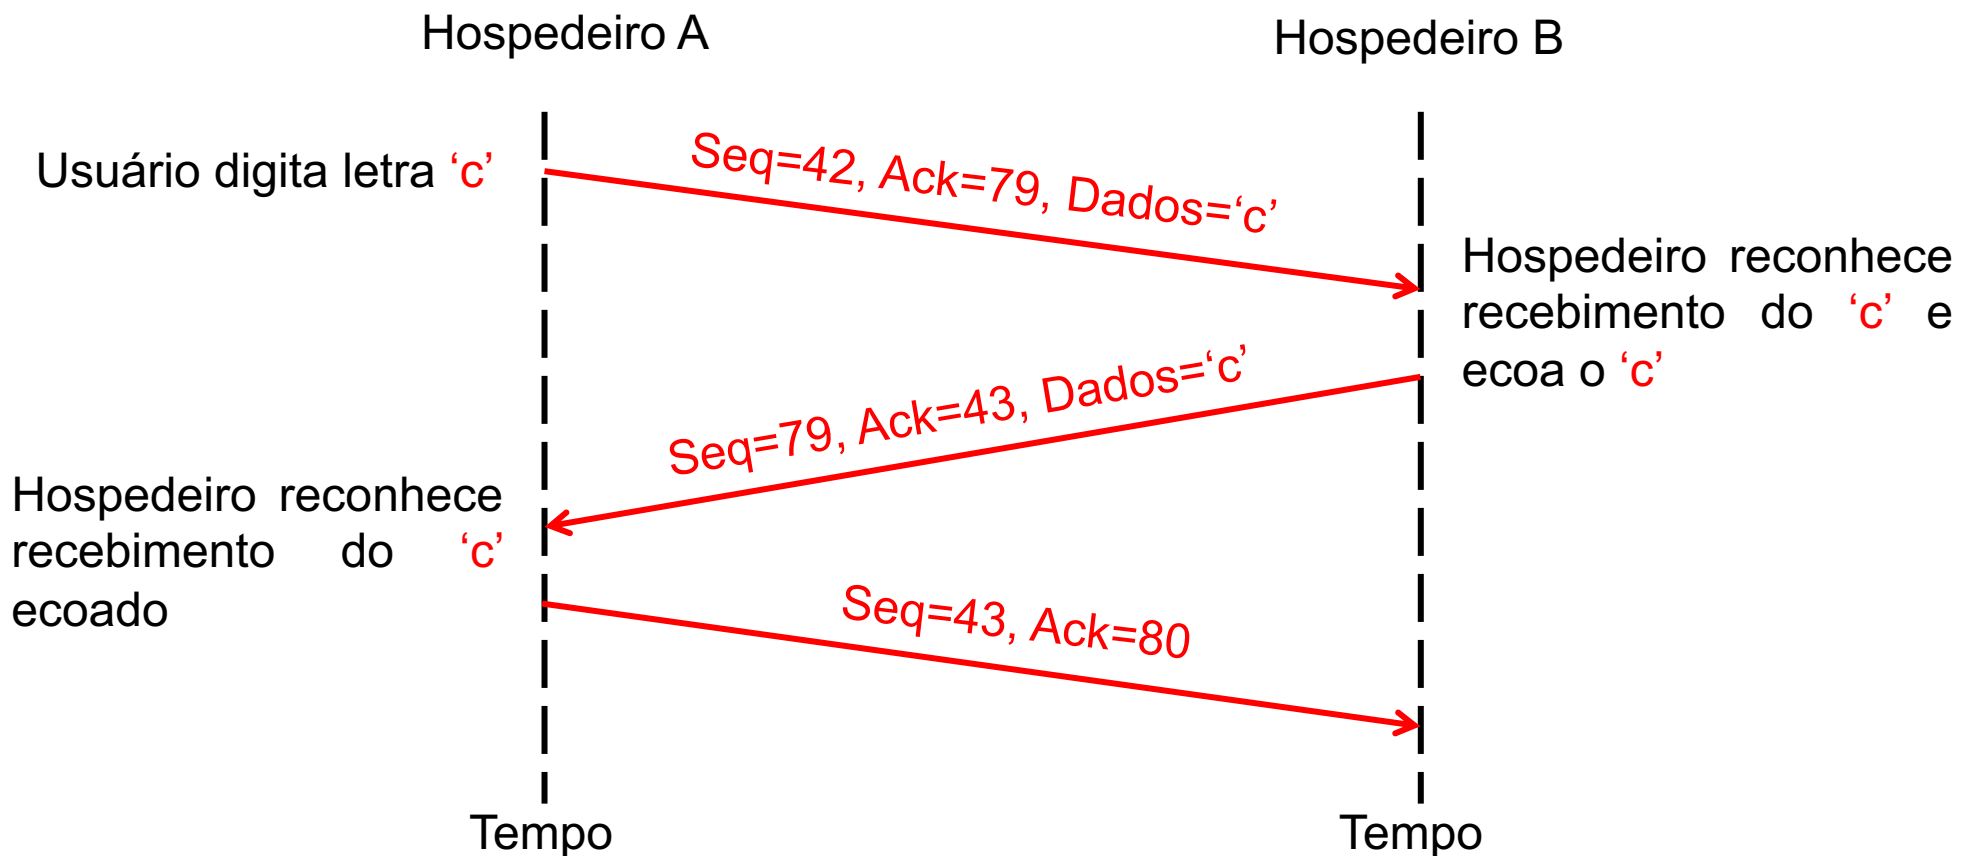 Hospedeiro A
Hospedeiro B
Usuário digita letra ‘c’
Seq=42, Ack=79, Dados=‘c’
Hospedeiro reconhece
recebimento do ‘c’ e
ecoa o ‘c’
Seq=79, Ack=43, Dados=‘c’
Hospedeiro reconhece
recebimento do ‘c’
ecoado
Seq=43, Ack=80
Tempo
Tempo